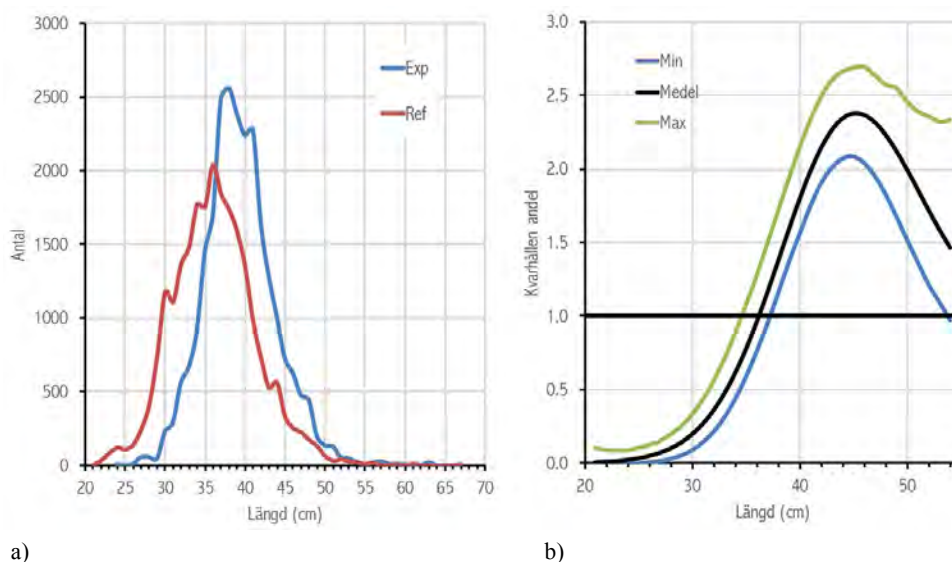 3000
2500
2000
1500
1000
500
0
Antal
Exp
Ref
20 25 30 35 40 45 50 55 60 65 70
Längd (cm)
a)
3.0
2.5
2.0
1.5
1.0
0.5
0.0
Kvarhållen andel
Min
Medel
Max
20 30 40 50
Längd (cm)
b)